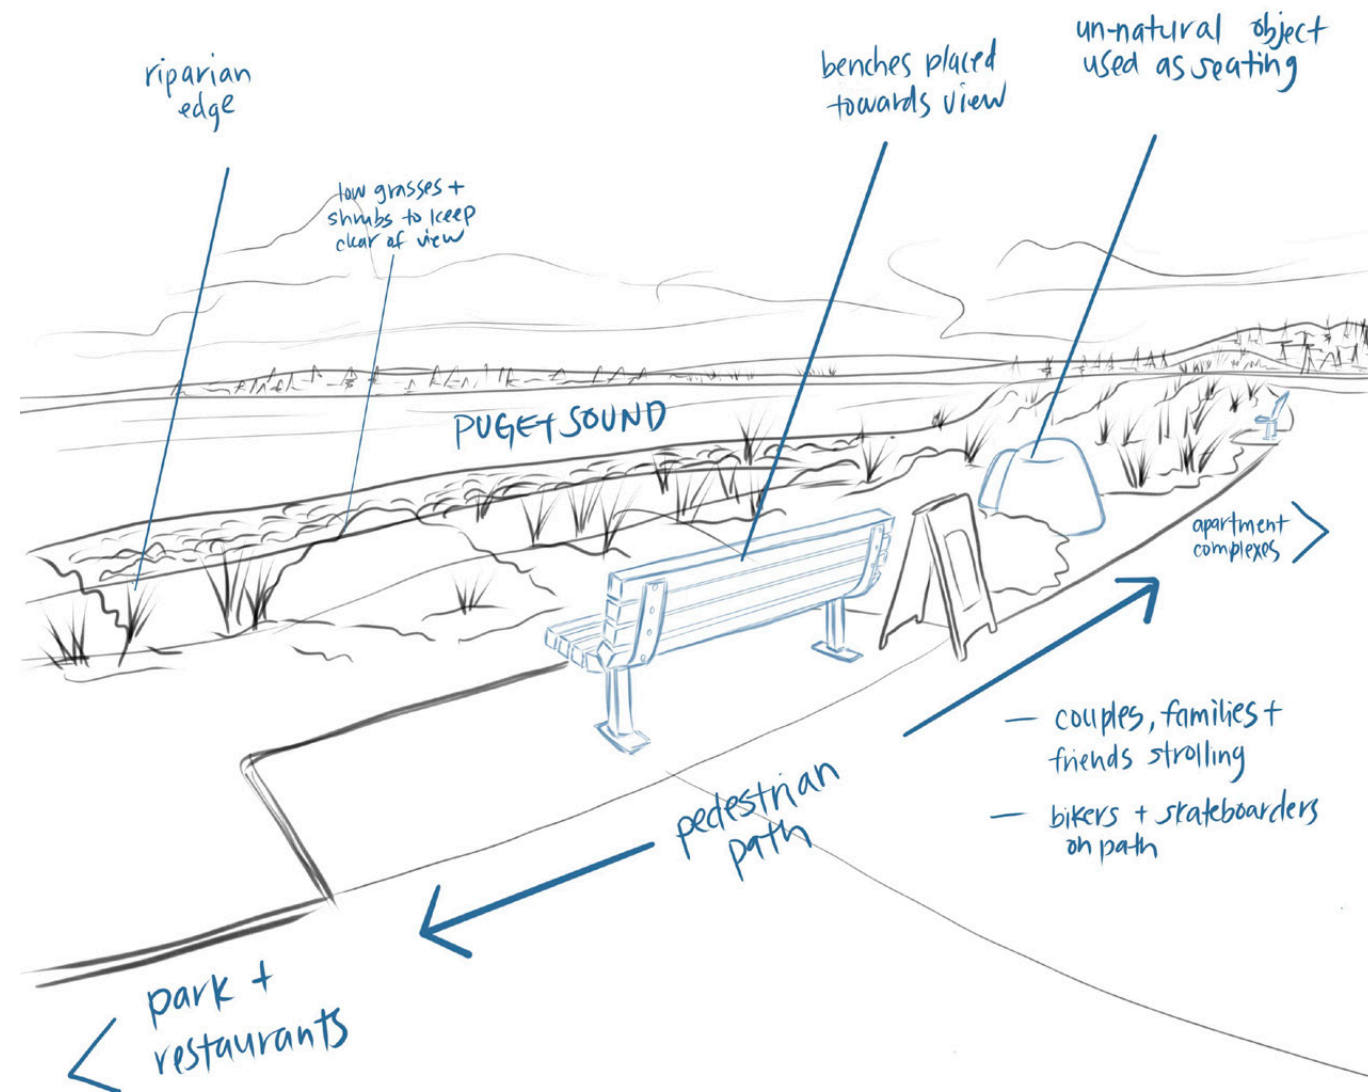 riparian
edge
low grasses +
shrubs to keep
clear of view
benches placed
towards view
un-natural object
used as seating
PUGET SOUND
apartment
complexes
— couples, families +
friends strolling
— bikers + skateboarders
on path
pedestrian
path
park +
restaurants